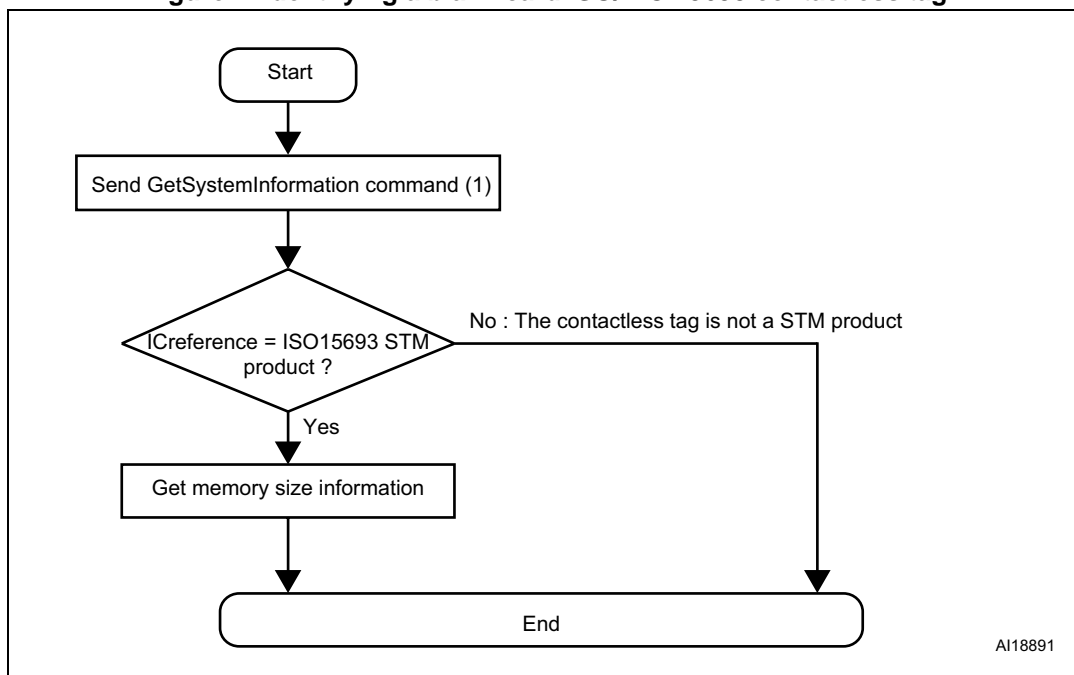 Start
Send GetSystemInformation command (1)
ICreference = ISO15693 STM
product ?
No : The contactless tag is not a STM product
Yes
Get memory size information
End
AI18891